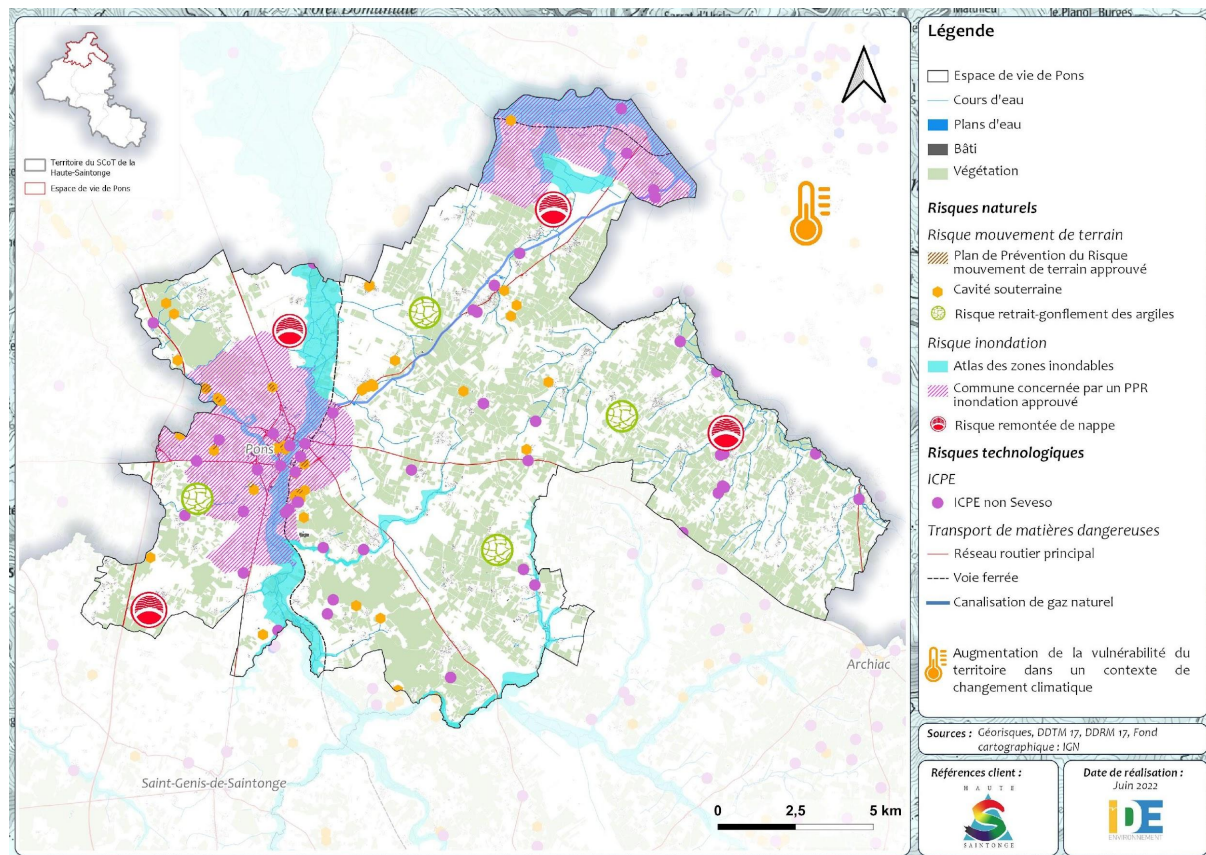 Territoire du SCoT de la
Haute-Saintonge
Espace de vie de Pons
Pons
Archiac
Saint-Genis-de-Saintonge
0 2,5 5 km
Légende
Espace de vie de Pons
Cours d'eau
Plans d'eau
Bâti
Végétation
Risques naturels
Risque mouvement de terrain
Plan de Prévention du Risque
mouvement de terrain approuvé
Cavité souterraine
Risque retrait-gonflement des argiles
Risque inondation
Atlas des zones inondables
Commune concernée par un PPR
inondation approuvé
Risque remontée de nappe
Risques technologiques
ICPE
ICPE non Seveso
Transport de matières dangereuses
Réseau routier principal
Voie ferrée
Canalisation de gaz naturel
Augmentation de la vulnérabilité du
territoire dans un contexte de
changement climatique
Sources : Géorisques, DDTM 17, DDRM 17, Fond
cartographique : IGN
Références client :
HAUTE
SAINTONGE
Date de réalisation :
Juin 2022
IDE
ENVIRONNEMENT